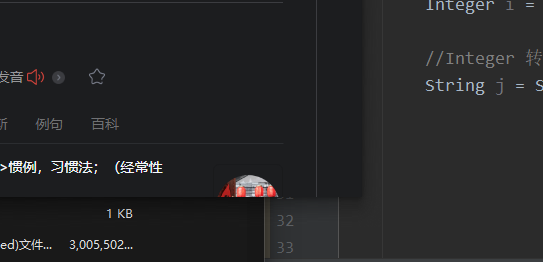 Integer i =
发音
//Integer 转
String j = S
例句 百科
>惯例，习惯法；（经常性
1 KB
32
ed)文件... 3,005,502...
33